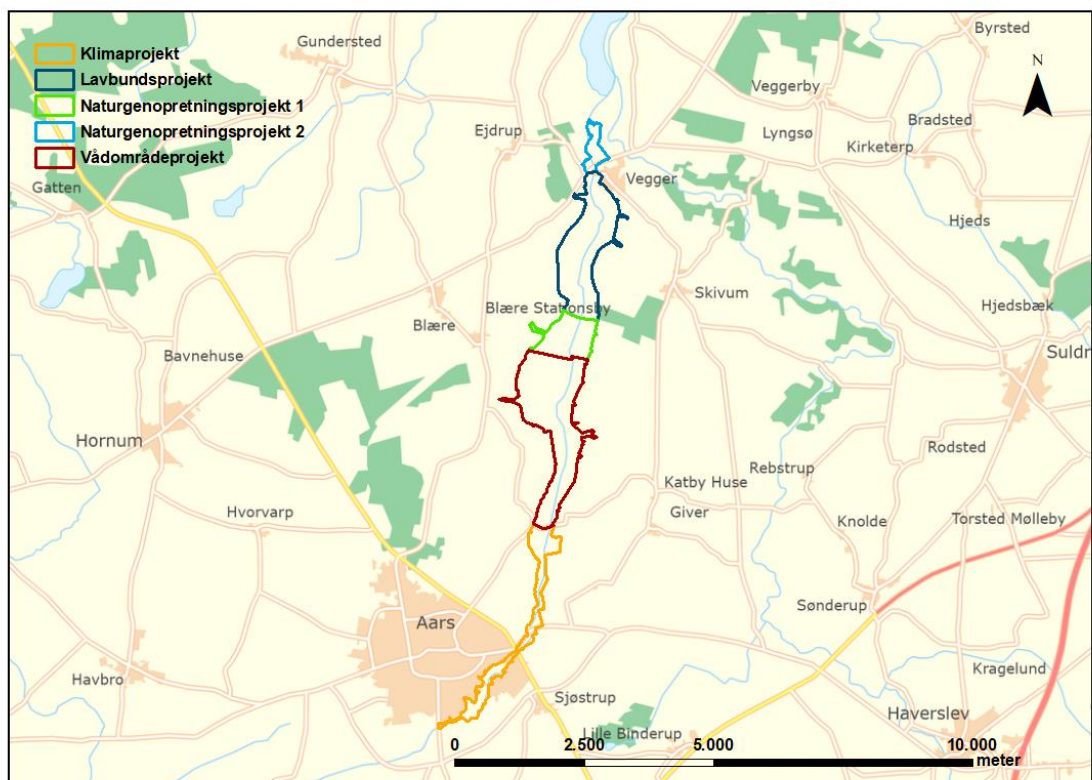 Klimaprojekt
Lavbundsprojekt
Naturgenopretningsprojekt 1
Naturgenopretningsprojekt 2
Vådområdeprojekt
Gundersted
Byrsted
N
Veggerby
Ejdrup
Lyngsø
Bradsted
Kirketerp
Gatten
Vegger
Hjeds
Skivum
Blære Stationsby
Hjedsbæk
Blære
Bavnehuse
Suldr
Hornum
Rodsted
Rebstrup
Katby Huse
Hvorvarp
Giver
Knolde
Torsted Mølleby
Sønderup
Aars
Kragelund
Havbro
Sjøstrup
Haverslev
Lille Binderup
0
2.500
5.000
10.000
meter